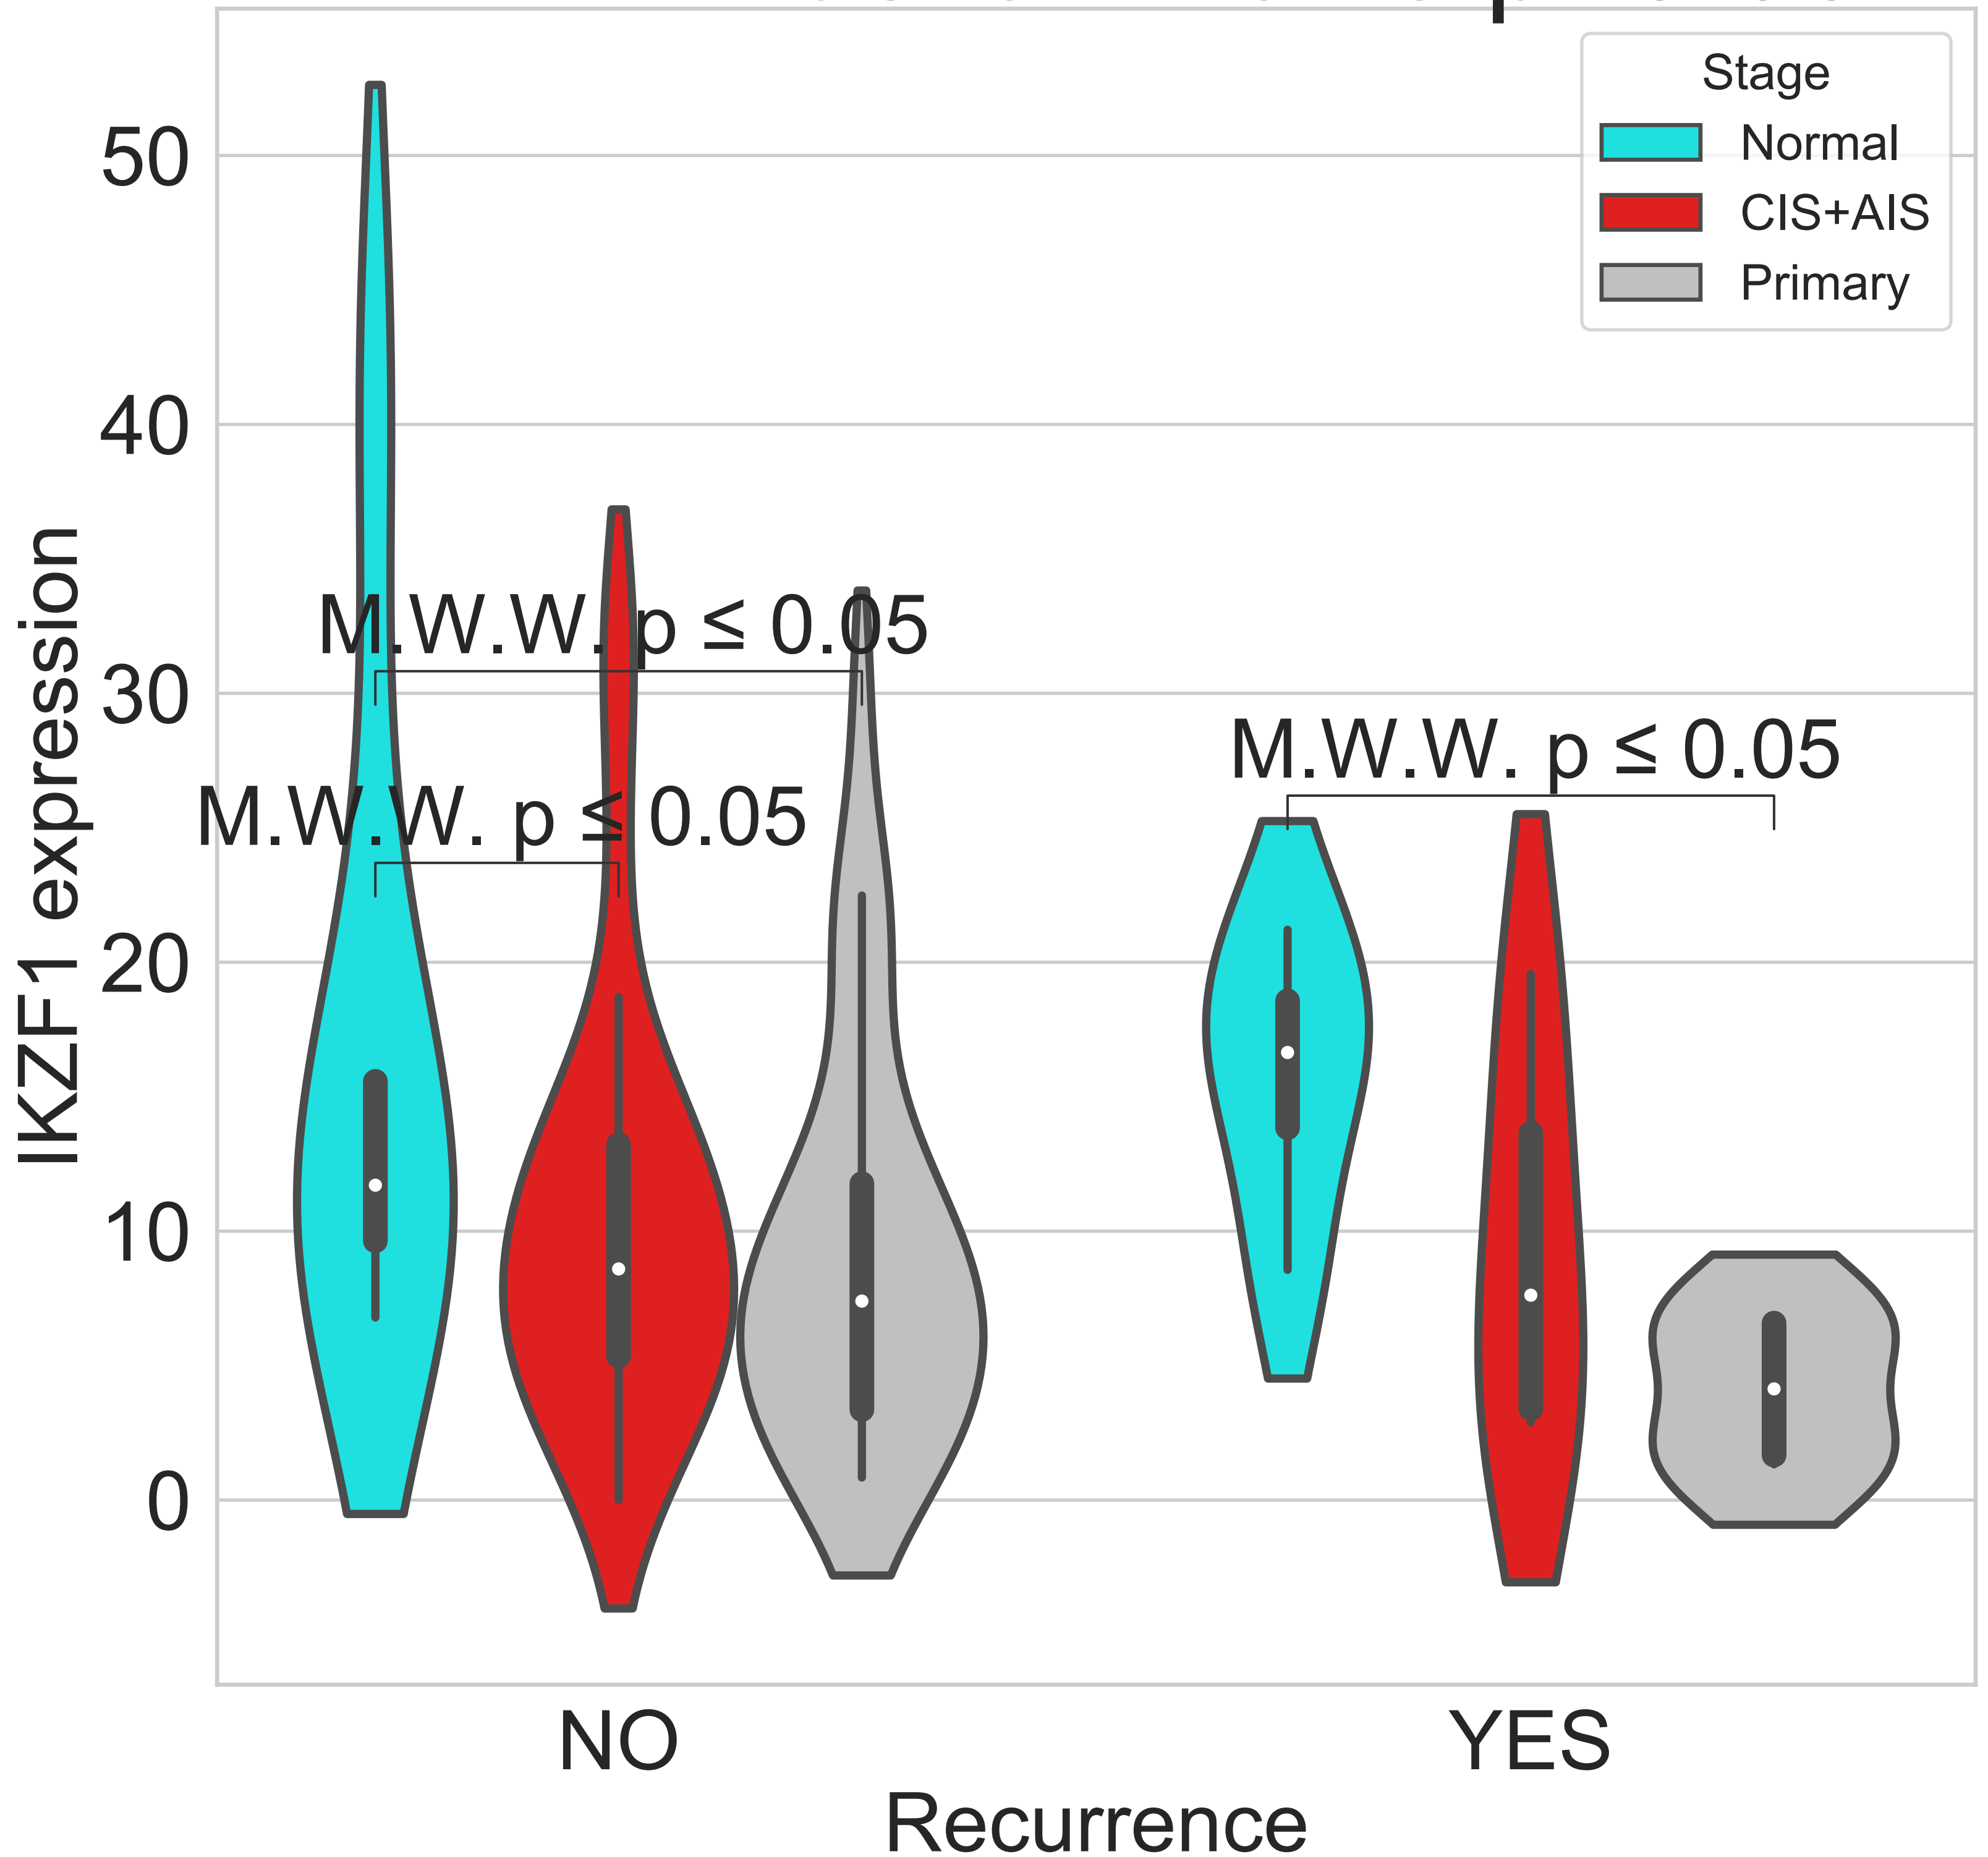 Stage
Normal
CIS+AIS
Primary
50
40
30
20
10
0
IKZF1 expression
M.W.W. p ≤ 0.05
M.W.W. p ≤ 0.05
M.W.W. p ≤ 0.05
NO
YES
Recurrence